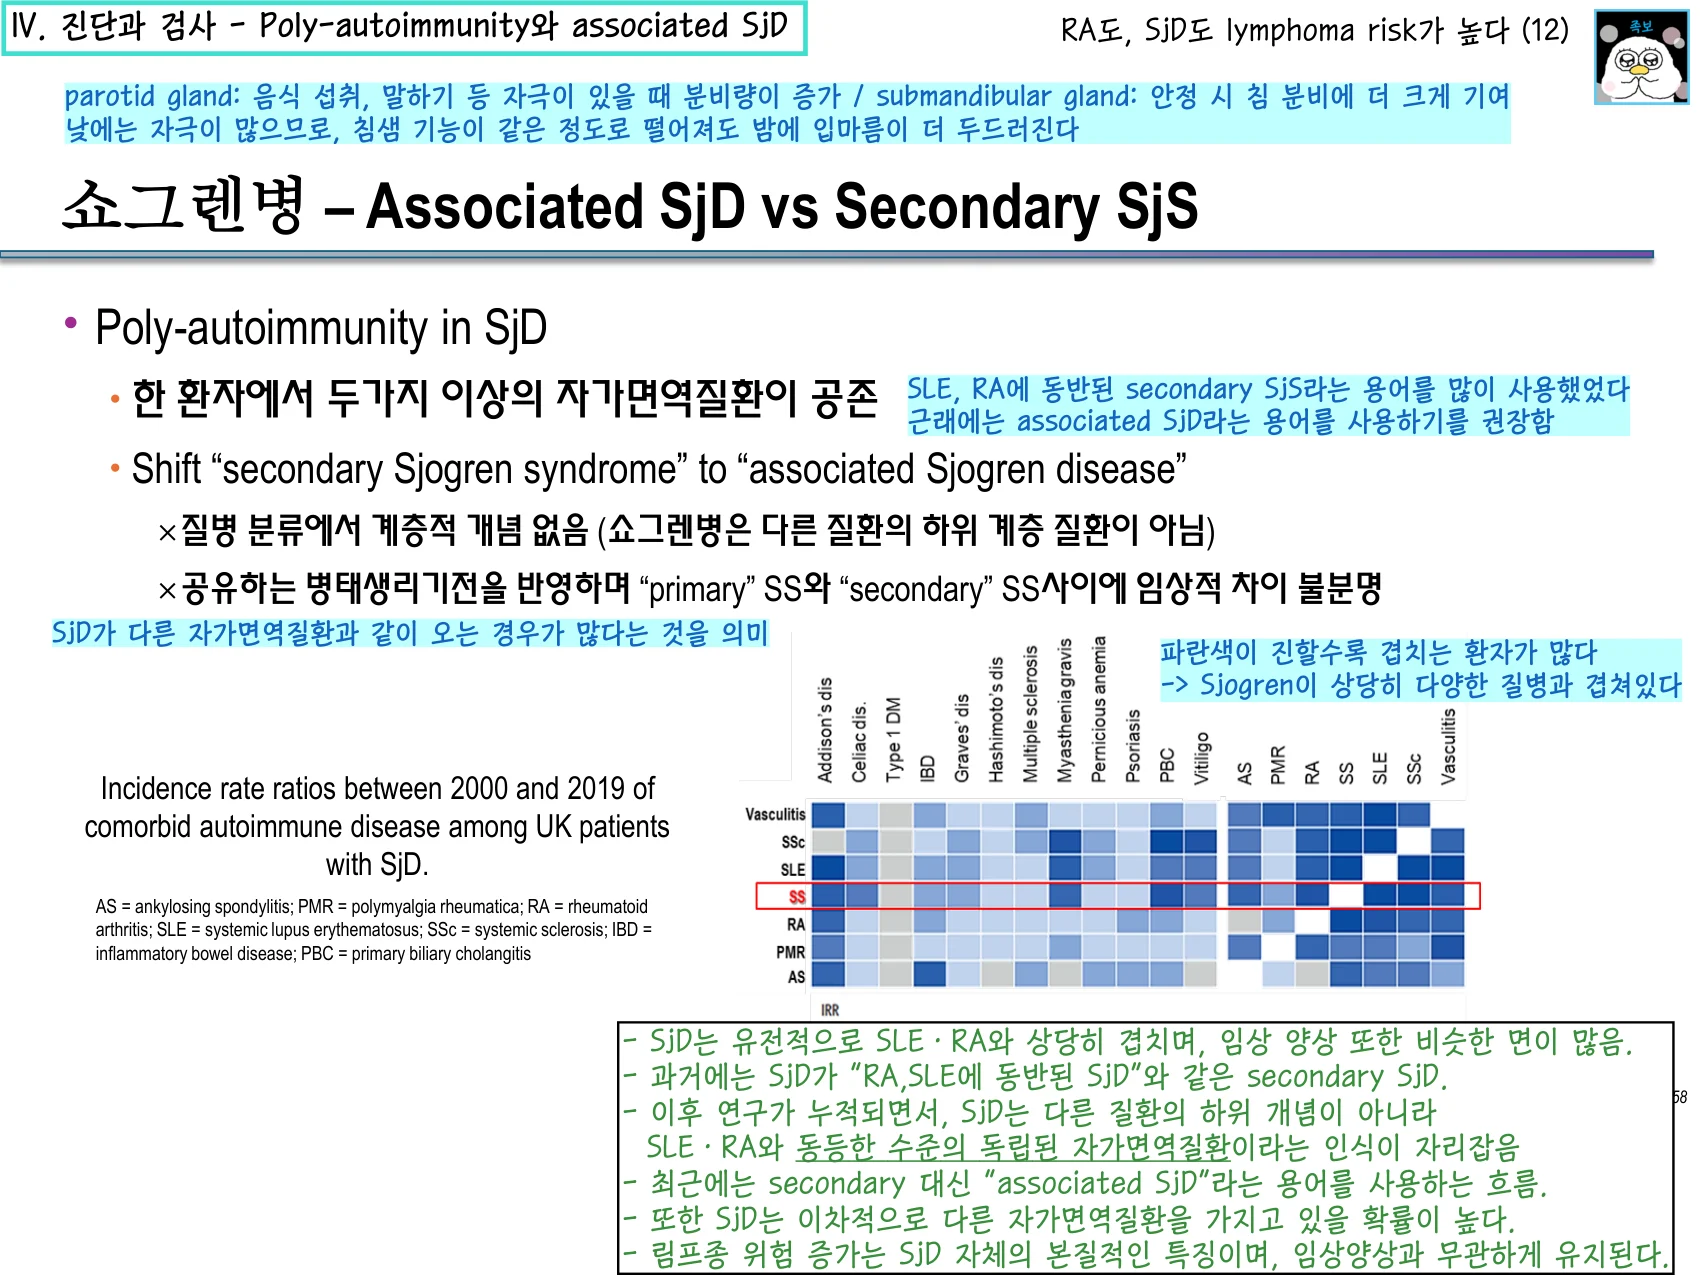 IV. 진단과 검사 - Poly-autoimmunity와 associated SjD
RA도, SjD도 lymphoma risk가 높다 (12)
족보
parotid gland: 음식 섭취, 말하기 등 자극이 있을 때 분비량이 증가 / submandibular gland: 안정 시 침 분비에 더 크게 기여
낮에는 자극이 많으므로, 침샘 기능이 같은 정도로 떨어져도 밤에 입마름이 더 두드러진다
쇼그렌병 – Associated SjD vs Secondary SjS
• Poly-autoimmunity in SjD
• 한 환자에서 두가지 이상의 자가면역질환이 공존
SLE, RA에 동반된 secondary SjS라는 용어를 많이 사용했었다
근래에는 associated SjD라는 용어를 사용하기를 권장함
• Shift “secondary Sjogren syndrome” to “associated Sjogren disease”
×질병 분류에서 계층적 개념 없음 (쇼그렌병은 다른 질환의 하위 계층 질환이 아님)
×공유하는 병태생리기전을 반영하며 “primary” SS와 “secondary” SS사이에 임상적 차이 불분명
SjD가 다른 자가면역질환과 같이 오는 경우가 많다는 것을 의미
파란색이 진할수록 겹치는 환자가 많다
-> Sjogren이 상당히 다양한 질병과 겹쳐있다
Incidence rate ratios between 2000 and 2019 of
comorbid autoimmune disease among UK patients
with SjD.
AS = ankylosing spondylitis; PMR = polymyalgia rheumatica; RA = rheumatoid
arthritis; SLE = systemic lupus erythematosus; SSc = systemic sclerosis; IBD =
inflammatory bowel disease; PBC = primary biliary cholangitis
Addison's dis
Celiac dis.
Type 1 DM
IBD
Graves' dis
Hashimoto's dis
Multiple sclerosis
Myasthenia gravis
Pernicious anemia
Psoriasis
PBC
Vitiligo
AS
PMR
RA
SS
SLE
SSc
Vasculitis
Vasculitis
SSc
SLE
SS
RA
PMR
AS
IRR
- SjD는 유전적으로 SLE·RA와 상당히 겹치며, 임상 양상 또한 비슷한 면이 많음.
- 과거에는 SjD가 “RA,SLE에 동반된 SjD”와 같은 secondary SjD.
- 이후 연구가 누적되면서, SjD는 다른 질환의 하위 개념이 아니라
SLE·RA와 동등한 수준의 독립된 자가면역질환이라는 인식이 자리잡음
- 최근에는 secondary 대신 “associated SjD”라는 용어를 사용하는 흐름.
- 또한 SjD는 이차적으로 다른 자가면역질환을 가지고 있을 확률이 높다.
- 림프종 위험 증가는 SjD 자체의 본질적인 특징이며, 임상양상과 무관하게 유지된다.
58